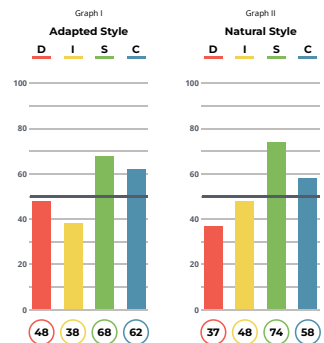 Graph I
Adapted Style
D I S C
100
80
60
40
20
0
48 38 68 62
Graph II
Natural Style
D I S C
100
80
60
40
20
0
37 48 74 58